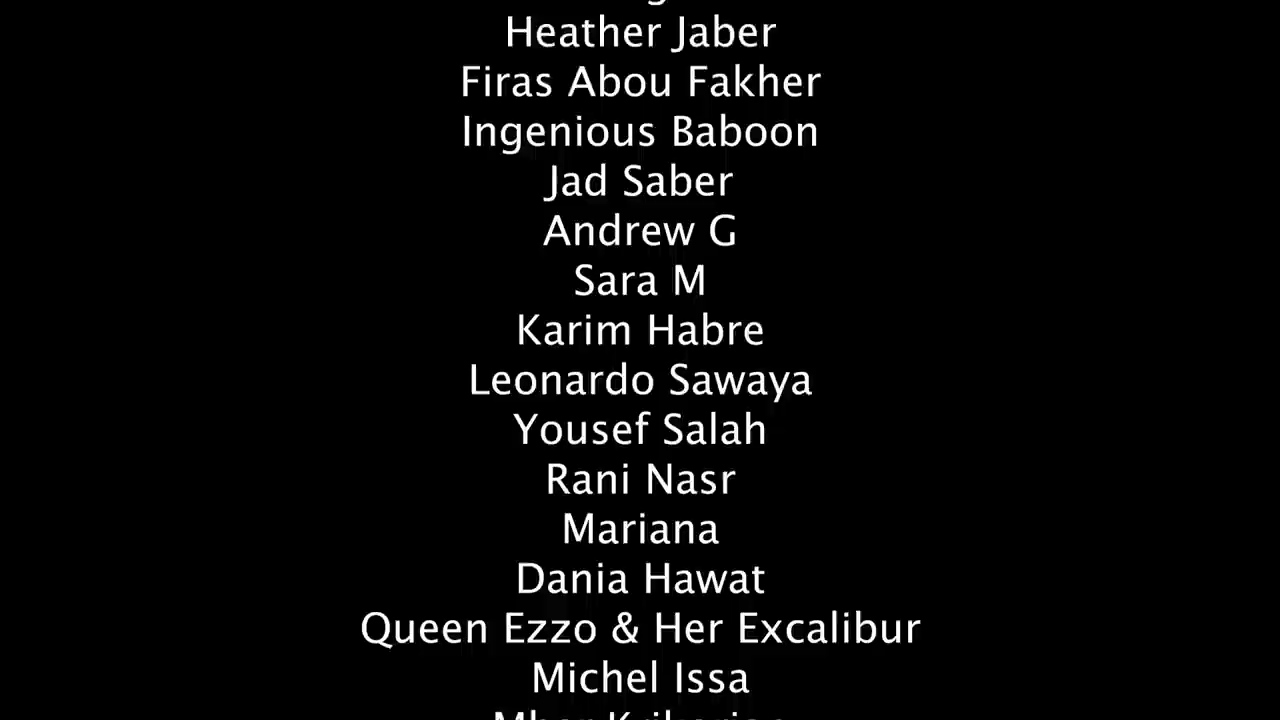 Heather Jaber
Firas Abou Fakher
Ingenious Baboon
Jad Saber
Andrew G
Sara M
Karim Habre
Leonardo Sawaya
Yousef Salah
Rani Nasr
Mariana
Dania Hawat
Queen Ezzo & Her Excalibur
Michel Issa